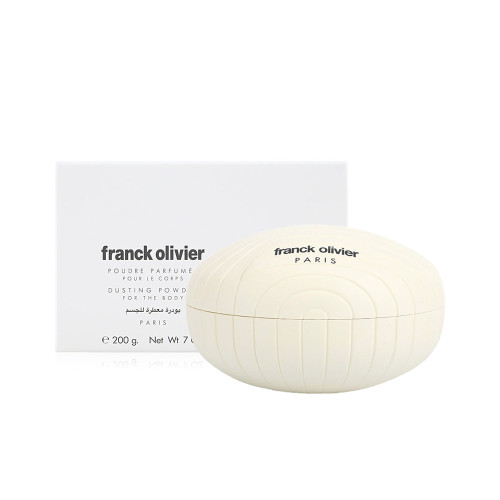 franck olivier
POUDRE PARFUMÉ
POUR LE CORPS
DUSTING POWD
FOR THE BODY
بودرة معطرة للجسم
PARIS
℮ 200 g. Net Wt 7
franck olivier
PARIS